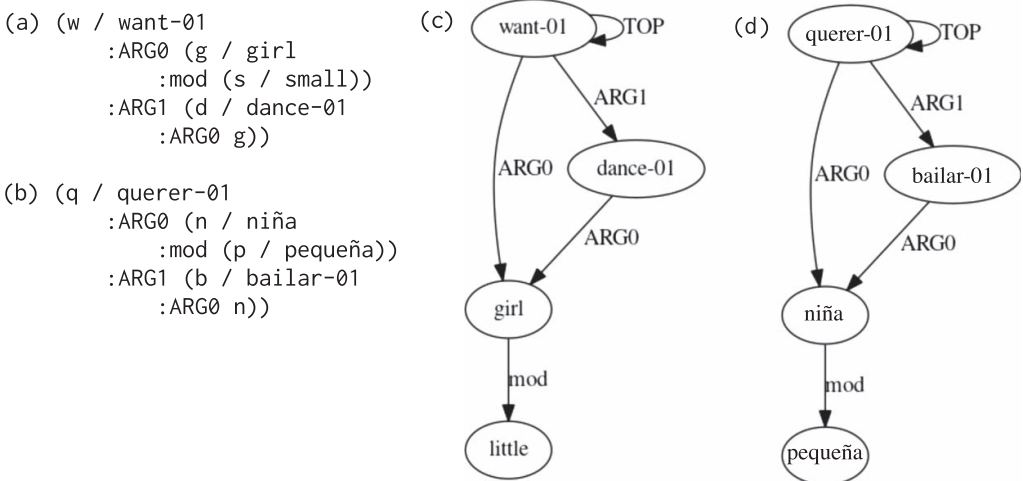 (a) (w / want-01
:ARG0 (g / girl
:mod (s / small))
:ARG1 (d / dance-01
:ARG0 g))
(b) (q / querer-01
:ARG0 (n / niña
:mod (p / pequeña))
:ARG1 (b / bailar-01
:ARG0 n))
(c)
want-01
TOP
ARG1
ARG0
dance-01
ARG0
girl
mod
little
(d)
querer-01
TOP
ARG1
ARG0
bailar-01
ARG0
niña
mod
pequeña